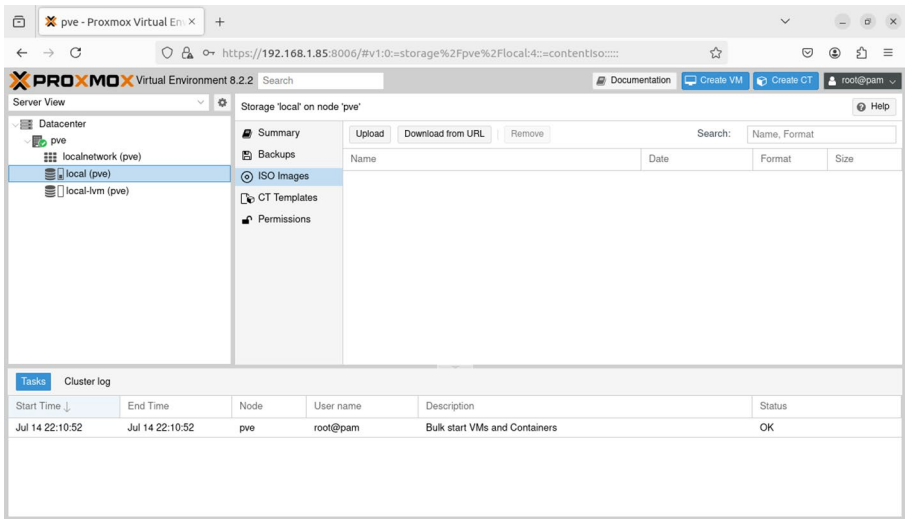 pve - Proxmox Virtual Env
https://192.168.1.85:8006/#v1:0:=storage%2Fpve%2Flocal:4::=contentIso:::::
PROXMOX Virtual Environment 8.2.2 Search Documentation Create VM Create CT root@pam
Server View
Storage 'local' on node 'pve' Help
Datacenter
pve
localnetwork (pve)
local (pve)
local-lvm (pve)
Summary
Backups
ISO Images
CT Templates
Permissions
Upload Download from URL Remove Search: Name, Format
Name Date Format Size
Tasks Cluster log
Start Time End Time Node User name Description Status
Jul 14 22:10:52 Jul 14 22:10:52 pve root@pam Bulk start VMs and Containers OK